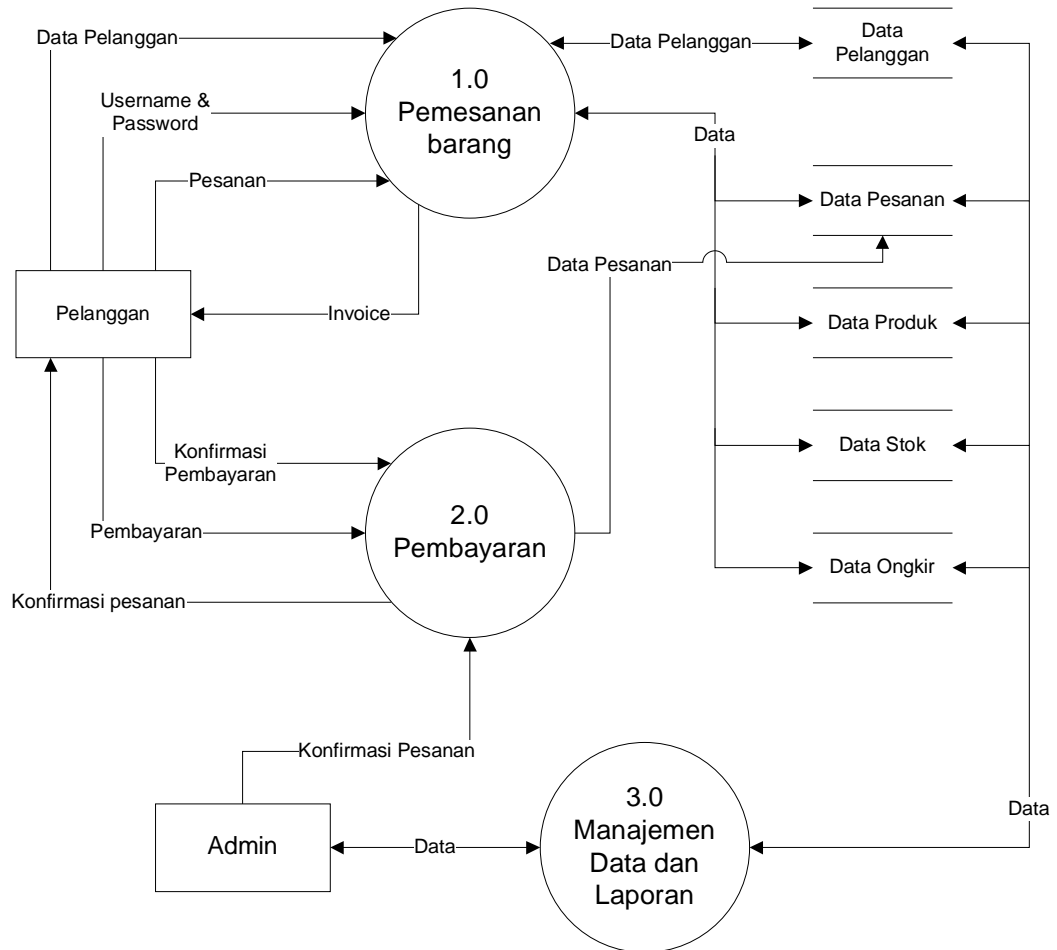 Data Pelanggan
Data Pelanggan
Data
Pelanggan
1.0
Pemesanan
barang
Username &
Password
Data
Pesanan
Data Pesanan
Data Pesanan
Pelanggan
Invoice
Data Produk
Konfirmasi
Pembayaran
Data Stok
2.0
Pembayaran
Pembayaran
Data Ongkir
Konfirmasi pesanan
Konfirmasi Pesanan
3.0
Manajemen
Data dan
Laporan
Admin
Data
Data